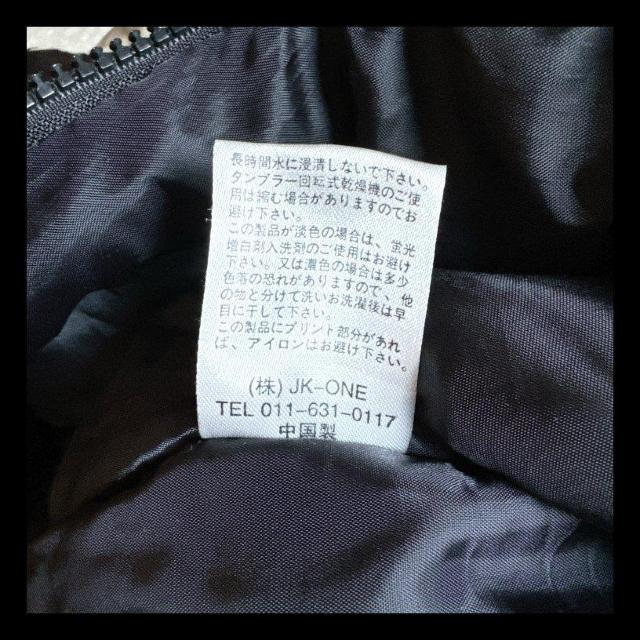 長時間水に浸漬しないで下さい。
タンブラー回転式乾燥機のご使
用は縮む場合がありますのでお
避け下さい。
この製品が淡色の場合は、蛍光
増白剤入洗剤のご使用はお避け
下さい。又は濃色の場合は多少
色落の恐れがありますので、他
の物と分けて洗いお洗濯後は早
目に干して下さい。
この製品にプリント部分があれ
ば、アイロンはお避け下さい。
(株) JK-ONE
TEL 011-631-0117
中国製